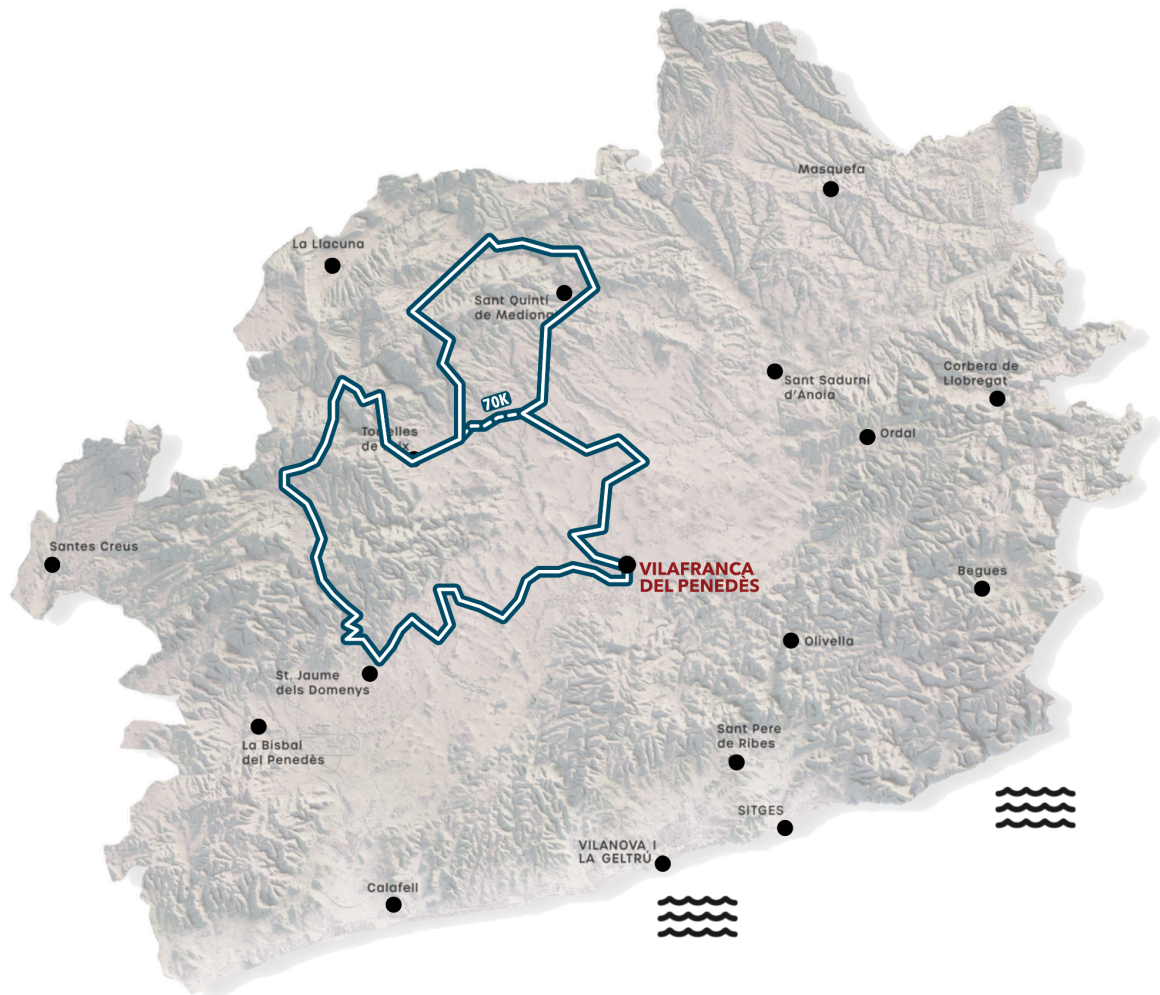 Masquefa
La Llacuna
Sant Quintí
de Mediona
Sant Sadurní
d'Anoia
Corbera de
Llobregat
70K
Ordal
Santes Creus
VILAFRANCA
DEL PENEDÈS
Begues
Olivella
St. Jaume
dels Domenys
La Bisbal
del Penedès
Sant Pere
de Ribes
SITGES
VILANOVA I
LA GELTRÚ
Calafell